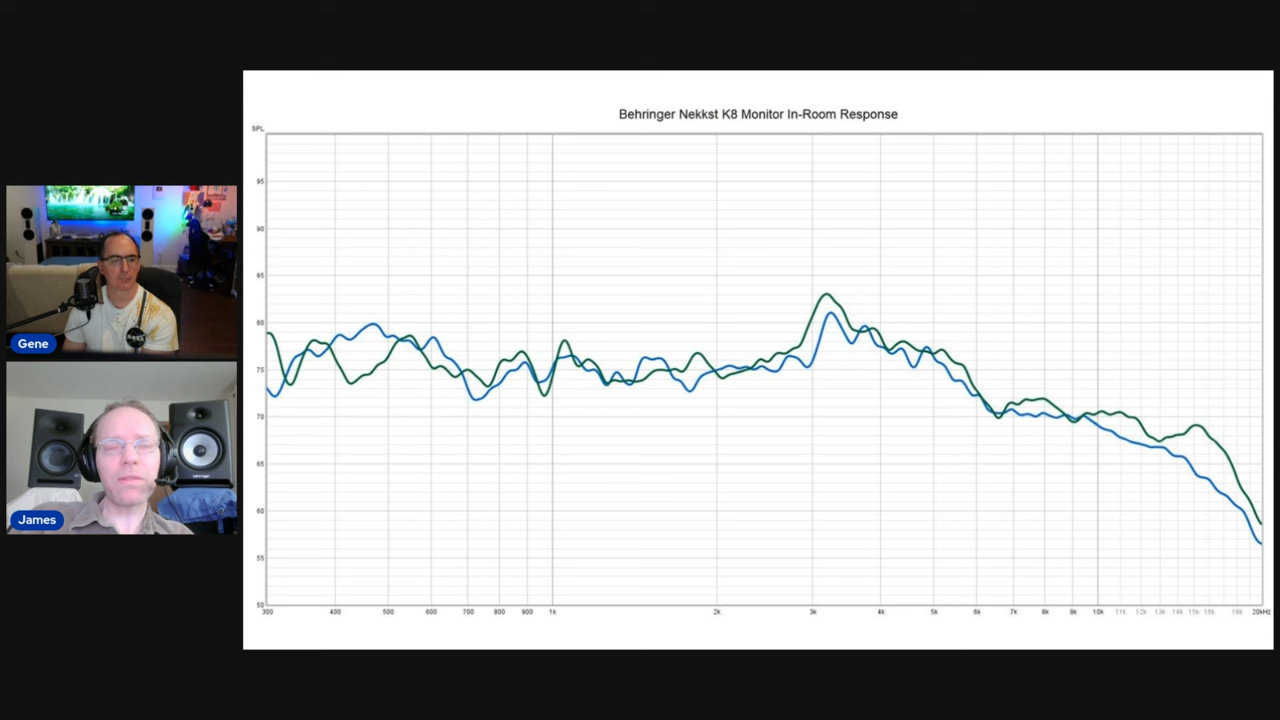 Behringer Nekkst K8 Monitor In-Room Response
SPL
95
90
85
80
75
70
65
60
55
50
300 400 500 600 700 800 900 1k 2k 3k 4k 5k 6k 7k 8k 9k 10k 11k 12k 13k 14k 15k 16k 18k 20kHz
Gene
James
behringer